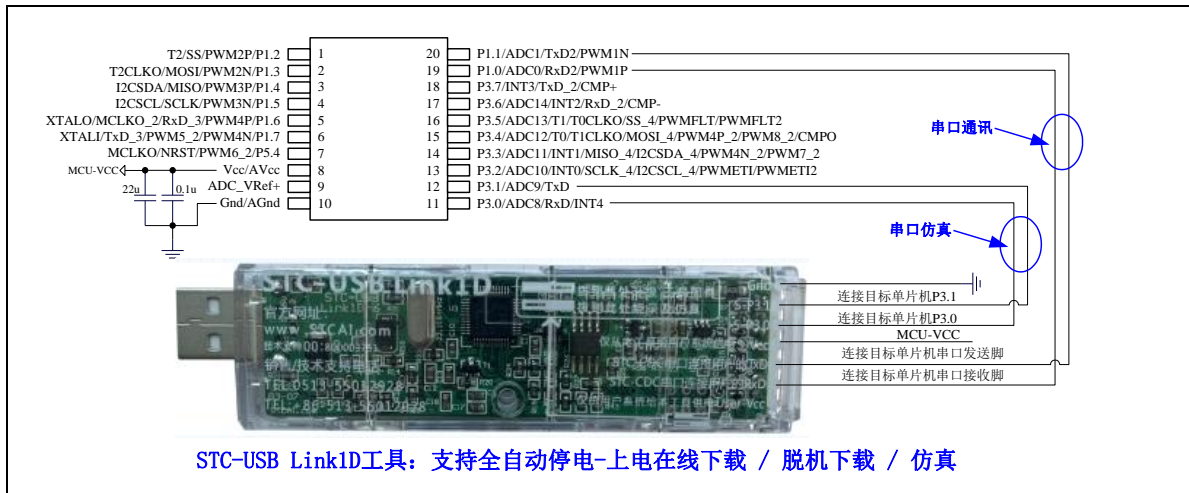 T2/SS/PWM2P/P1.2 1
T2CLKO/MOSI/PWM2N/P1.3 2
I2CSDA/MISO/PWM3P/P1.4 3
I2CSCL/SCLK/PWM3N/P1.5 4
XTALO/MCLKO_2/RxD_3/PWM4P/P1.6 5
XTALI/TxD_3/PWM5_2/PWM4N/P1.7 6
MCLKO/NRST/PWM6_2/P5.4 7
MCU-VCC Vcc/AVcc 8
22u 0.1u ADC_VRef+ 9
Gnd/AGnd 10
20 P1.1/ADC1/TxD2/PWM1N
19 P1.0/ADC0/RxD2/PWM1P
18 P3.7/INT3/TxD_2/CMP+
17 P3.6/ADC14/INT2/RxD_2/CMP-
16 P3.5/ADC13/T1/T0CLKO/SS_4/PWMFLT/PWMFLT2
15 P3.4/ADC12/T0/T1CLKO/MOSI_4/PWM4P_2/PWM8_2/CMPO
14 P3.3/ADC11/INT1/MISO_4/I2CSDA_4/PWM4N_2/PWM7_2
13 P3.2/ADC10/INT0/SCLK_4/I2CSCL_4/PWMETI/PWMETI2
12 P3.1/ADC9/TxD
11 P3.0/ADC8/RxD/INT4
串口通讯
串口仿真
STC-USB Link1D
官方网址:
www.STCAI.com
TEL:0513-55012928
Gnd
连接目标单片机P3.1
连接目标单片机P3.0
MCU-VCC
连接目标单片机串口发送脚
连接目标单片机串口接收脚
STC-USB Link1D工具：支持全自动停电-上电在线下载 / 脱机下载 / 仿真